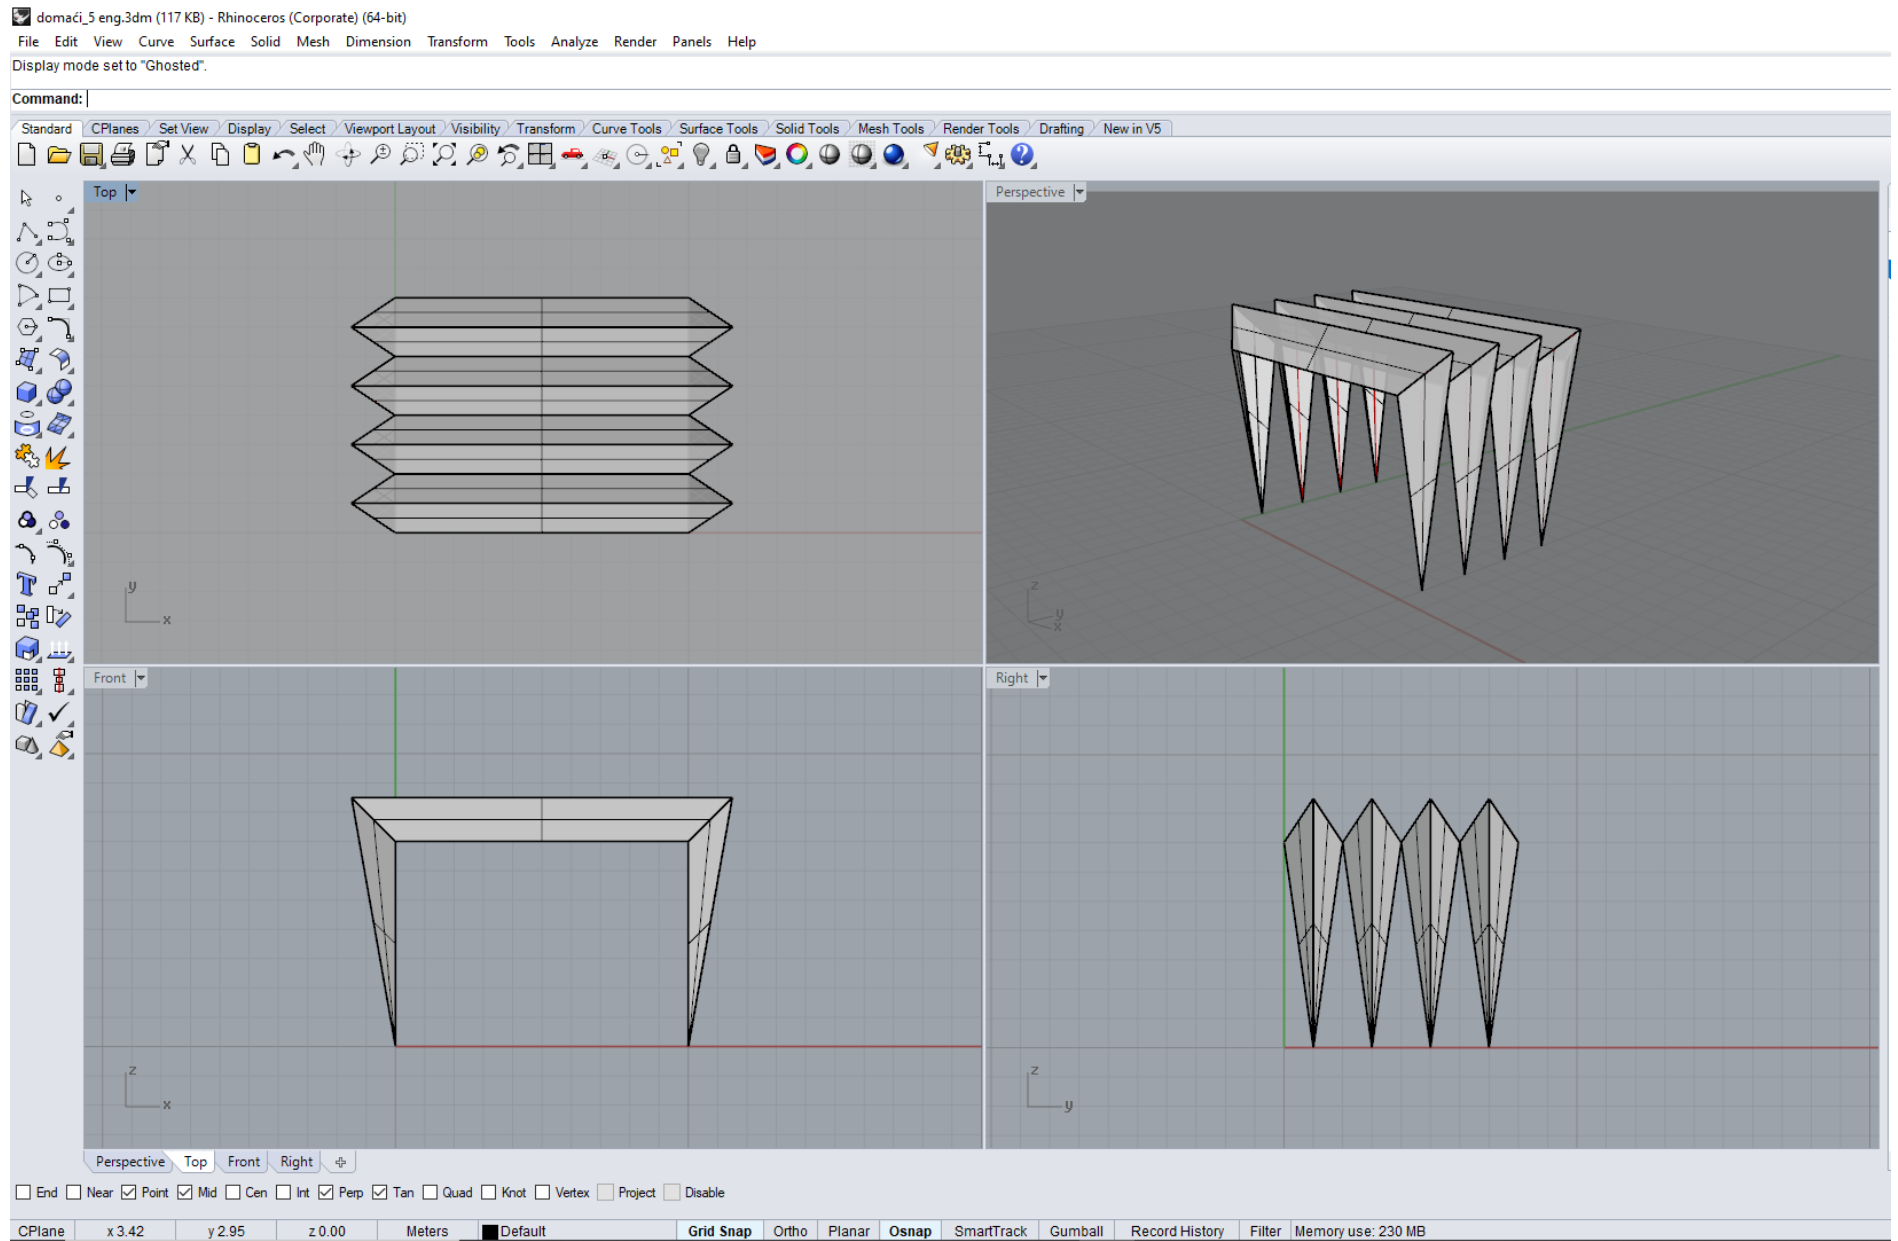 domaći_5 eng.3dm (117 KB) - Rhinoceros (Corporate) (64-bit)
File Edit View Curve Surface Solid Mesh Dimension Transform Tools Analyze Render Panels Help
Display mode set to "Ghosted".
Command:
Standard CPlanes Set View Display Select Viewport Layout Visibility Transform Curve Tools Surface Tools Solid Tools Mesh Tools Render Tools Drafting New in V5
Top
Perspective
y
x
z
y
x
Front
Right
z
x
z
y
Perspective Top Front Right
End Near Point Mid Cen Int Perp Tan Quad Knot Vertex Project Disable
CPlane x 3.42 y 2.95 z 0.00 Meters Default Grid Snap Ortho Planar Osnap SmartTrack Gumball Record History Filter Memory use: 230 MB